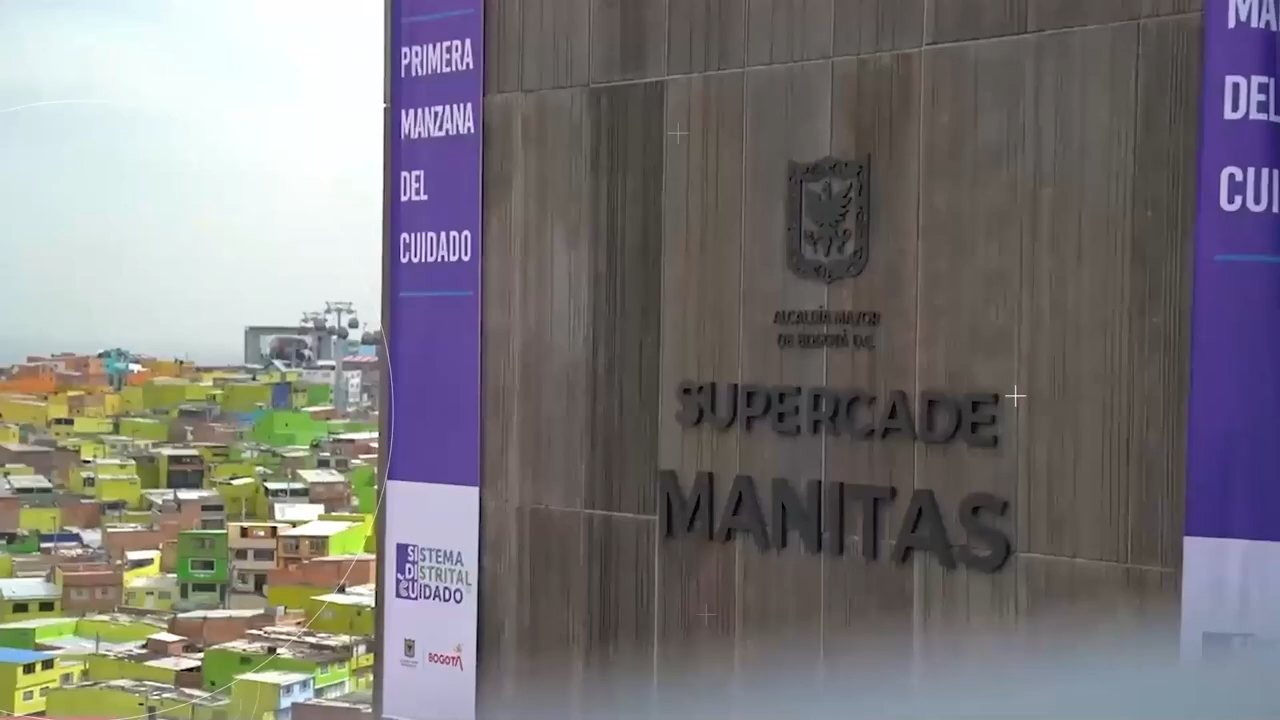 PRIMERA
MANZANA
DEL
CUIDADO
SISTEMA
DISTRITAL
CUIDADO
BOGOTÁ
ALCALDÍA MAYOR
DE BOGOTÁ D.C.
SUPERCADE
MANITAS
MA
DEL
CUI